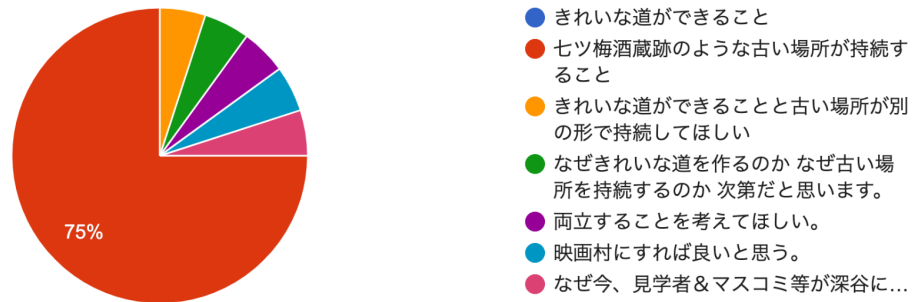 きれいな道ができること
七ツ梅酒蔵跡のような古い場所が持続す
ること
きれいな道ができることと古い場所が別
の形で持続してほしい
なぜきれいな道を作るのか なぜ古い場
所を持続するのか 次第だと思います。
両立することを考えてほしい。
映画村にすれば良いと思う。
なぜ今、見学者＆マスコミ等が深谷に...
75%